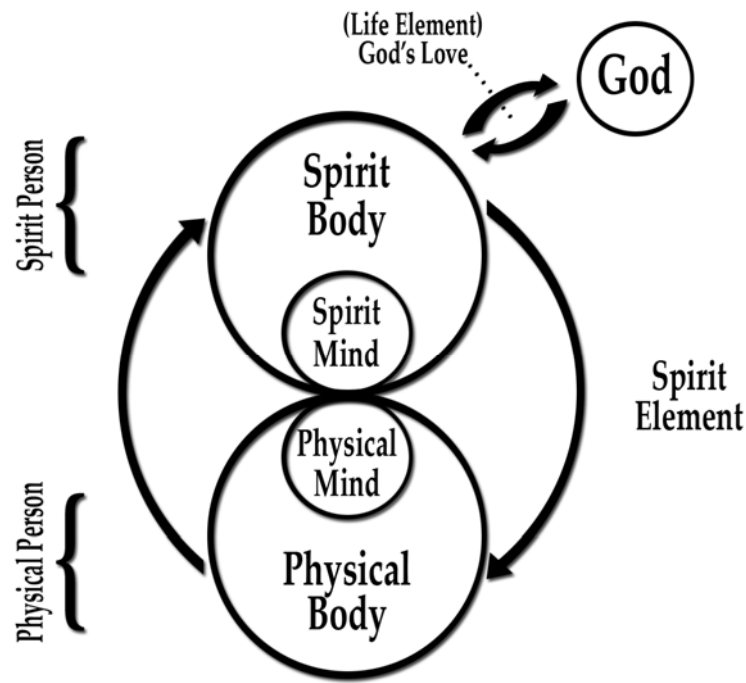 (Life Element)
God's Love
God
Spirit Person
Spirit
Body
Spirit
Mind
Spirit
Element
Physical
Mind
Physical Person
Physical
Body